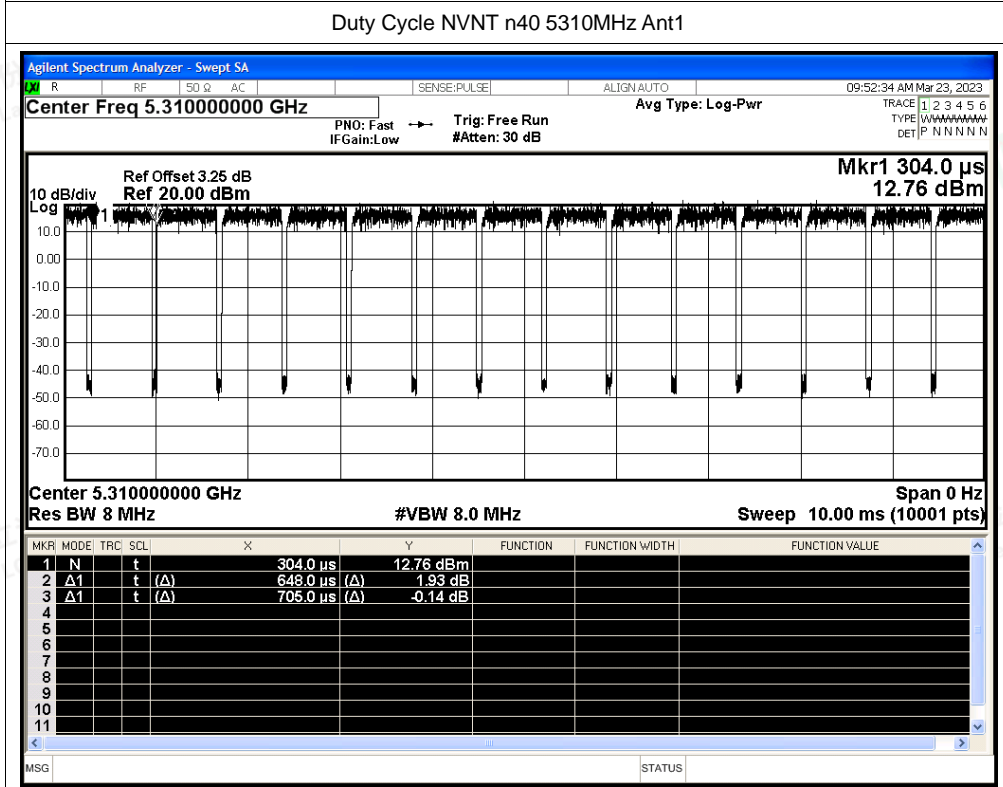 Duty Cycle NVNT n40 5310MHz Ant1
Agilent Spectrum Analyzer - Swept SA
LXI R RF 50 Ω AC SENSE:PULSE ALIGN AUTO 09:52:34 AM Mar 23, 2023
Center Freq 5.310000000 GHz Avg Type: Log-Pwr TRACE 1 2 3 4 5 6
PNO: Fast Trig: Free Run TYPE WWWWWW
IFGain:Low #Atten: 30 dB DET P N N N N N
Mkr1 304.0 µs
Ref Offset 3.25 dB
10 dB/div Ref 20.00 dBm 12.76 dBm
Log
1
10.0
0.00
-10.0
-20.0
-30.0
-40.0
-50.0
-60.0
-70.0
Center 5.310000000 GHz Span 0 Hz
Res BW 8 MHz #VBW 8.0 MHz Sweep 10.00 ms (10001 pts)
MKR MODE TRC SCL X Y FUNCTION FUNCTION WIDTH FUNCTION VALUE
1 N t 304.0 µs 12.76 dBm
2 Δ1 t (Δ) 648.0 µs (Δ) 1.93 dB
3 Δ1 t (Δ) 705.0 µs (Δ) -0.14 dB
4
5
6
7
8
9
10
11
MSG STATUS